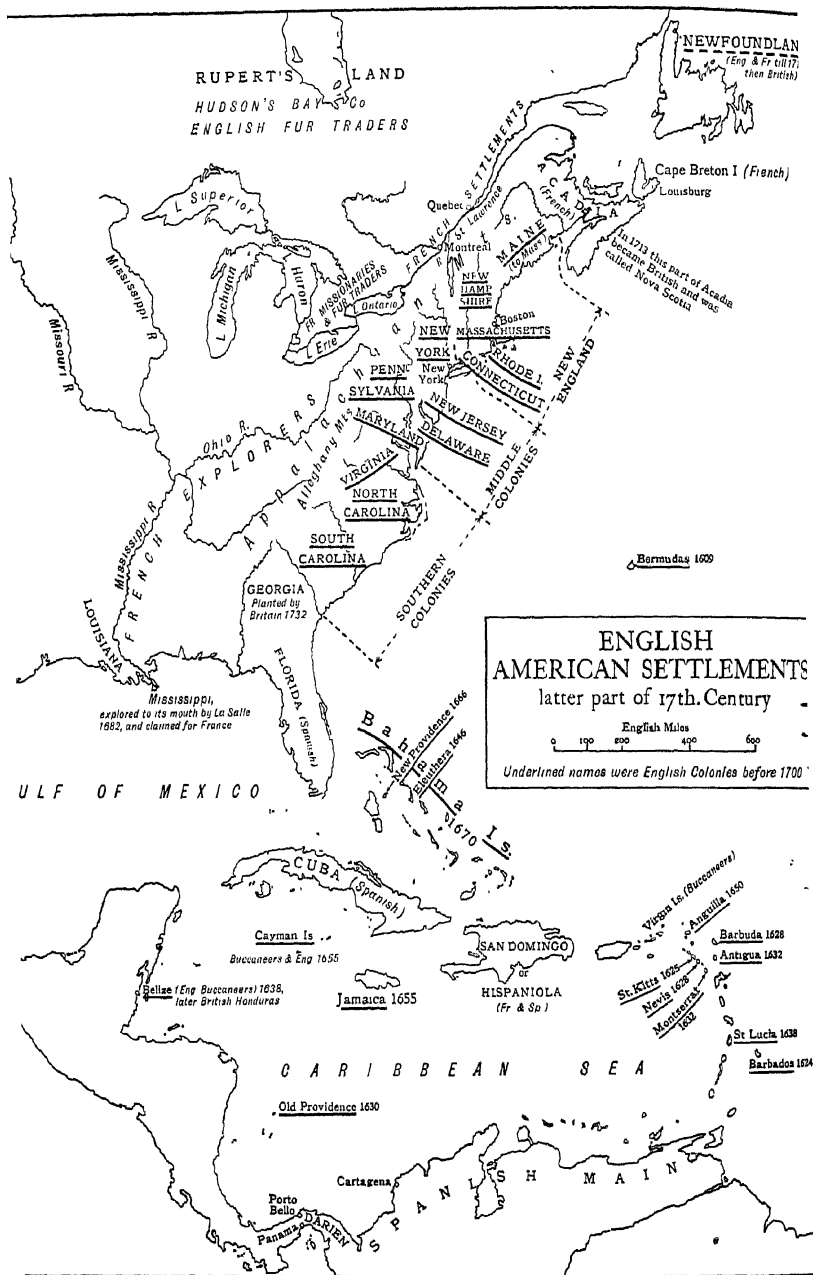 NEWFOUNDLAN
(Eng & Fr till 17
then British)
RUPERT'S LAND
HUDSON'S BAY Co
ENGLISH FUR TRADERS
FRENCH SETTLEMENTS
Quebec
R St Lawrence
Montreal
ACADIA
(French)
Cape Breton I (French)
Louisburg
In 1713 this part of Acadia
became British and was
called Nova Scotia
L Superior
L Michigan
L Huron
L Ontario
L Erie
FR MISSIONARIES
& FUR TRADERS
Mississippi R
Missouri R
MAINE
(to Mass)
NEW
HAMP
SHIRE
Boston
MASSACHUSETTS
NEW
YORK
New
York
RHODE I.
CONNECTICUT
NEW ENGLAND
PENN
SYLVANIA
NEW JERSEY
DELAWARE
MARYLAND
MIDDLE
COLONIES
VIRGINIA
NORTH
CAROLINA
SOUTH
CAROLINA
SOUTHERN
COLONIES
Appalachian Mts.
Alleghany Mts
Ohio R.
FRENCH EXPLORERS
Mississippi R
GEORGIA
Planted by
Britain 1732
LOUISIANA
FLORIDA (Spanish)
Mississippi,
explored to its mouth by La Salle
1682, and claimed for France
Bermudas 1609
ENGLISH
AMERICAN SETTLEMENTS
latter part of 17th. Century
English Miles
0 100 200 400 600
Underlined names were English Colonies before 1700
ULF OF MEXICO
Bahama Is.
1670
New Providence 1666
Eleuthera 1646
CUBA (Spanish)
Cayman Is
Buccaneers & Eng 1655
Jamaica 1655
SAN DOMINGO
or
HISPANIOLA
(Fr & Sp)
Virgin Is. (Buccaneers)
Anguilla 1650
Barbuda 1628
Antigua 1632
St. Kitts 1625
Nevis 1628
Montserrat
1632
St Lucia 1638
Barbados 1624
Belize (Eng Buccaneers) 1638,
later British Honduras
CARIBBEAN SEA
Old Providence 1630
Cartagena
Porto
Bello
Panama
DARIEN
SPANISH MAIN